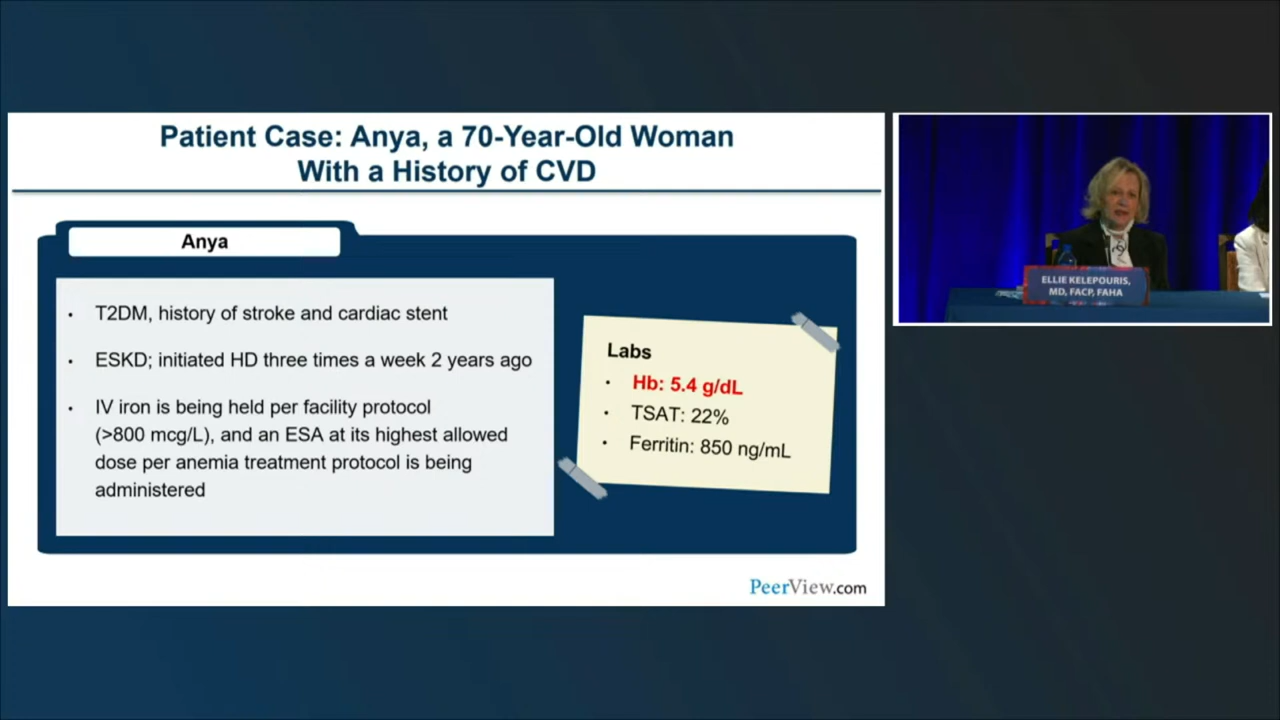 Patient Case: Anya, a 70-Year-Old Woman
With a History of CVD
Anya
• T2DM, history of stroke and cardiac stent
• ESKD; initiated HD three times a week 2 years ago
• IV iron is being held per facility protocol
(>800 mcg/L), and an ESA at its highest allowed
dose per anemia treatment protocol is being
administered
Labs
• Hb: 5.4 g/dL
• TSAT: 22%
• Ferritin: 850 ng/mL
PeerView.com
ELLIE KELEPOURIS,
MD, FACP, FAHA